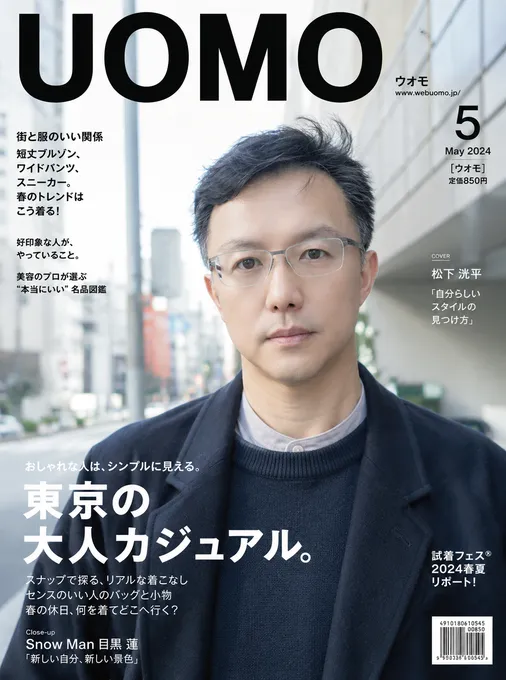 UOMO
ウオモ
www.webuomo.jp/
5
May 2024
[ウオモ]
定価850円
街と服のいい関係
短丈ブルゾン、
ワイドパンツ、
スニーカー。
春のトレンドは
こう着る!
好印象な人が、
やっていること。
美容のプロが選ぶ
“本当にいい” 名品図鑑
COVER
松下 洸平
「自分らしい
スタイルの
見つけ方」
おしゃれな人は、シンプルに見える。
東京の
大人カジュアル。
スナップで探る、リアルな着こなし
センスのいい人のバッグと小物
春の休日、何を着てどこへ行く?
Close-up
Snow Man 目黒 蓮
「新しい自分、新しい景色」
試着フェス®
2024春夏
リポート!
4910180610545
00850